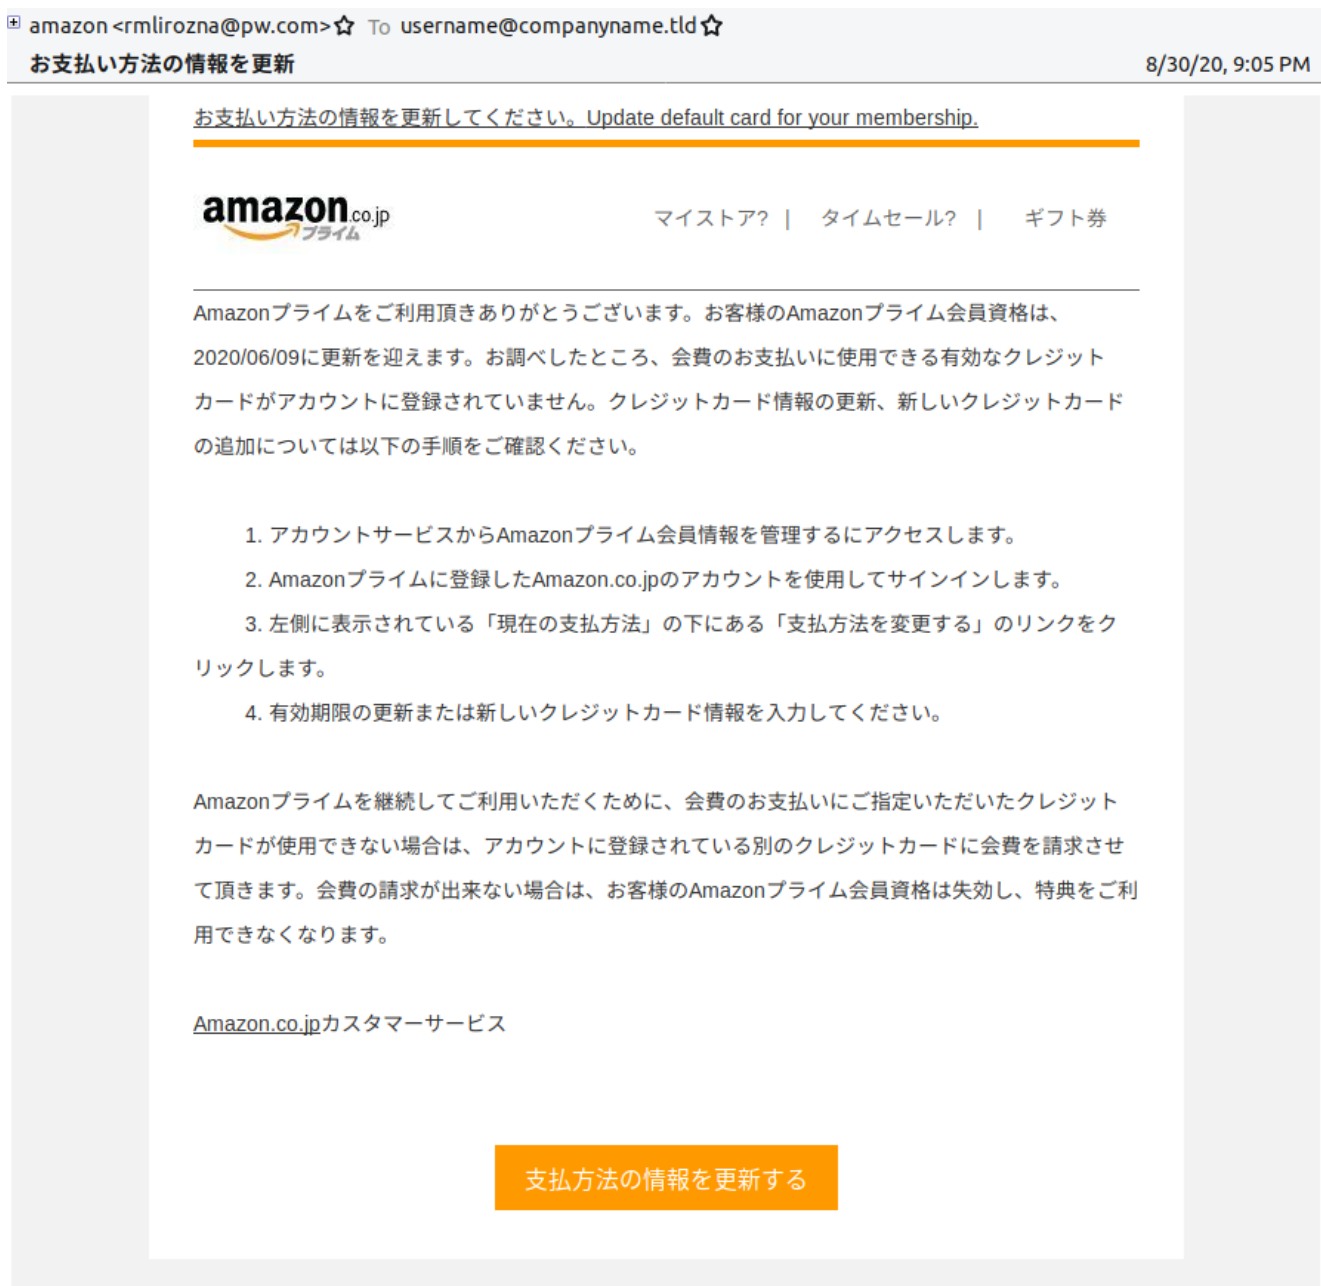 amazon <rmlirozna@pw.com> To username@companyname.tld
お支払い方法の情報を更新 8/30/20, 9:05 PM
お支払い方法の情報を更新してください。Update default card for your membership.
amazon.co.jp
プライム
マイストア? | タイムセール? | ギフト券
Amazonプライムをご利用頂きありがとうございます。お客様のAmazonプライム会員資格は、
2020/06/09に更新を迎えます。お調べしたところ、会費のお支払いに使用できる有効なクレジット
カードがアカウントに登録されていません。クレジットカード情報の更新、新しいクレジットカード
の追加については以下の手順をご確認ください。
1. アカウントサービスからAmazonプライム会員情報を管理するにアクセスします。
2. Amazonプライムに登録したAmazon.co.jpのアカウントを使用してサインインします。
3. 左側に表示されている「現在の支払方法」の下にある「支払方法を変更する」のリンクをク
リックします。
4. 有効期限の更新または新しいクレジットカード情報を入力してください。
Amazonプライムを継続してご利用いただくために、会費のお支払いにご指定いただいたクレジット
カードが使用できない場合は、アカウントに登録されている別のクレジットカードに会費を請求させ
て頂きます。会費の請求が出来ない場合は、お客様のAmazonプライム会員資格は失効し、特典をご利
用できなくなります。
Amazon.co.jpカスタマーサービス
支払方法の情報を更新する